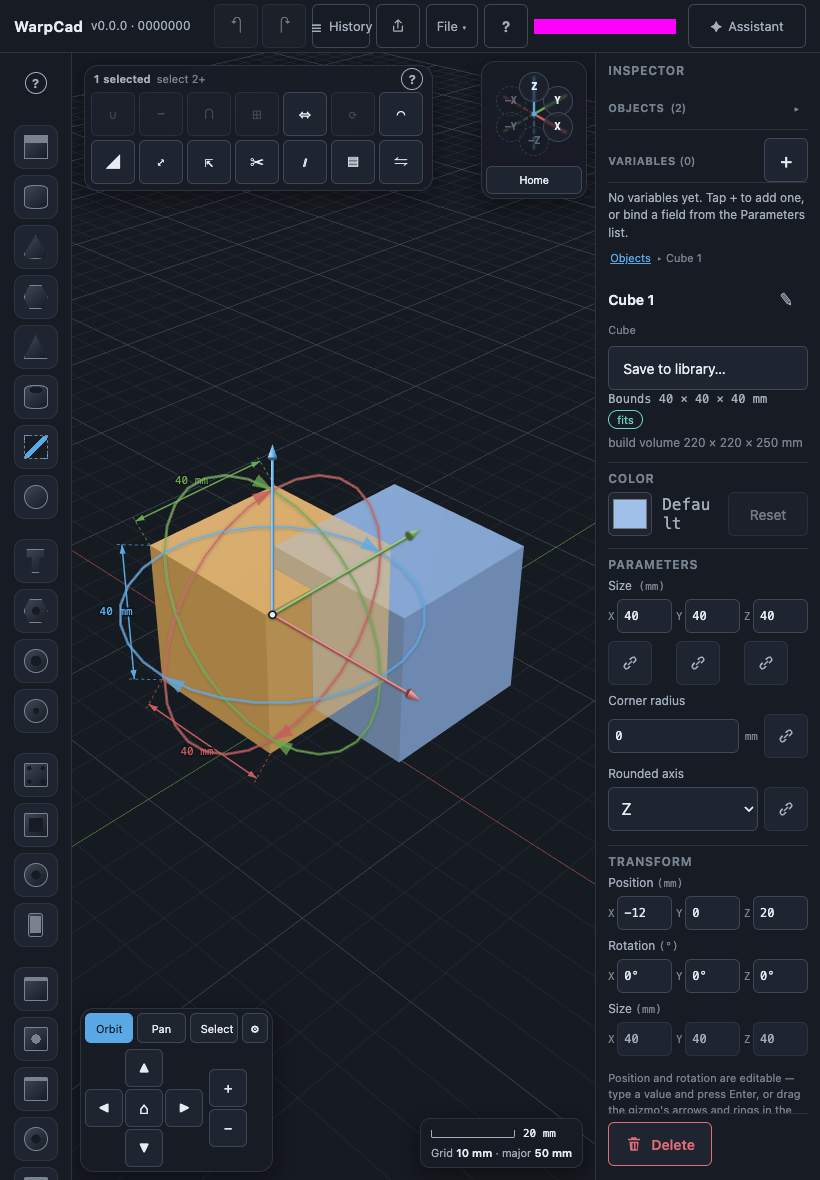 WarpCad v0.0.0 · 0000000
≡ History
File ▾
?
✦ Assistant
?
1 selected select 2+
?
Z
−X
Y
−Y
X
−Z
Home
40 mm
40 mm
40 mm
Orbit
Pan
Select
+
−
20 mm
Grid 10 mm · major 50 mm
INSPECTOR
OBJECTS (2)
VARIABLES (0)
+
No variables yet. Tap + to add one,
or bind a field from the Parameters
list.
Objects ▸ Cube 1
Cube 1
Cube
Save to library...
Bounds 40 × 40 × 40 mm
fits
build volume 220 × 220 × 250 mm
COLOR
Defau
lt
Reset
PARAMETERS
Size (mm)
X 40 Y 40 Z 40
Corner radius
0 mm
Rounded axis
Z
TRANSFORM
Position (mm)
X −12 Y 0 Z 20
Rotation (°)
X 0° Y 0° Z 0°
Size (mm)
X 40 Y 40 Z 40
Position and rotation are editable —
type a value and press Enter, or drag
the gizmo's arrows and rings in the
Delete